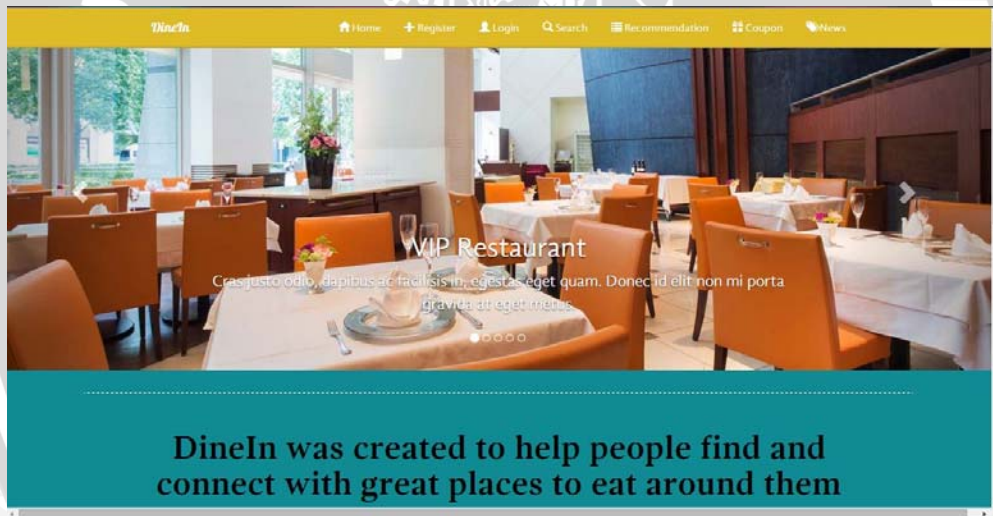 DineIn
Home Register Login Search Recommendation Coupon News
VIP Restaurant
Cras justo odio, dapibus ac facilisis in, egestas eget quam. Donec id elit non mi porta
gravida at eget metus.
DineIn was created to help people find and
connect with great places to eat around them